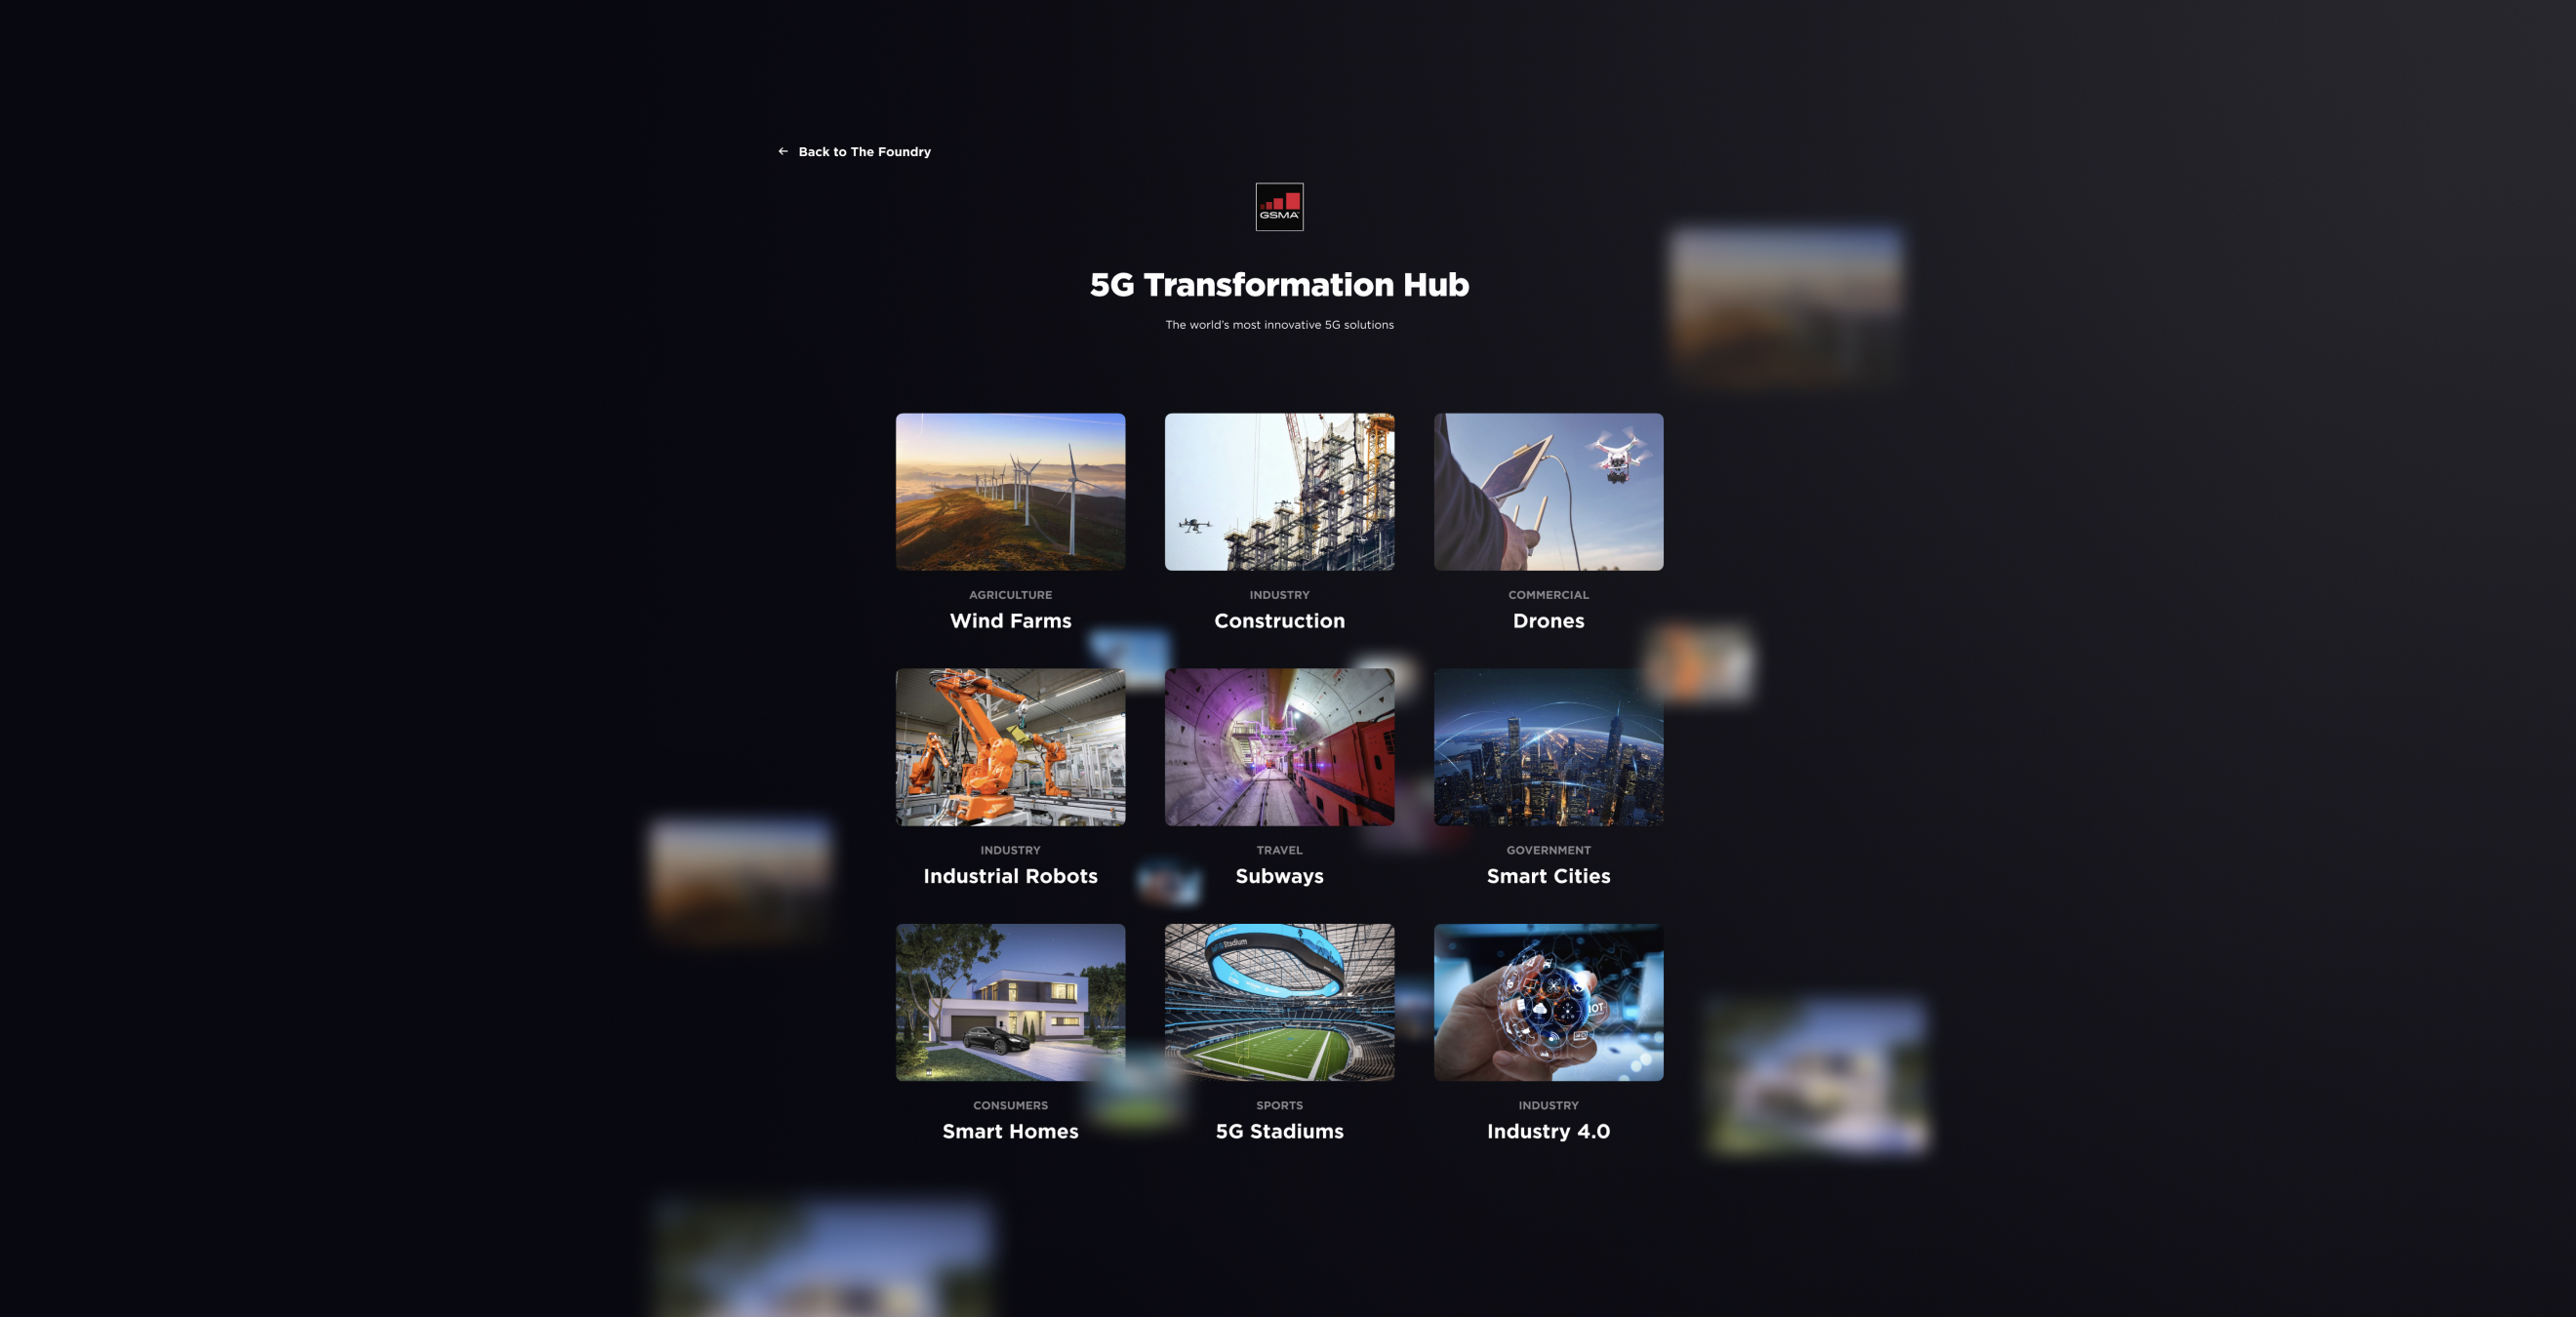 Back to The Foundry
GSMA
5G Transformation Hub
The world's most innovative 5G solutions
AGRICULTURE
Wind Farms
INDUSTRY
Construction
COMMERCIAL
Drones
INDUSTRY
Industrial Robots
TRAVEL
Subways
GOVERNMENT
Smart Cities
Stadium
IOT
CONSUMERS
Smart Homes
SPORTS
5G Stadiums
INDUSTRY
Industry 4.0